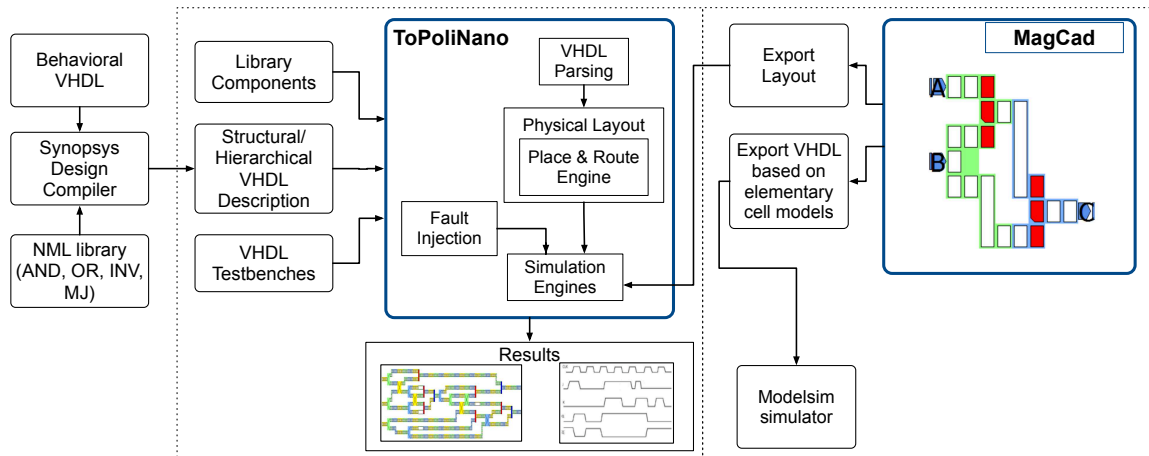 Behavioral
VHDL
Synopsys
Design
Compiler
NML library
(AND, OR, INV,
MJ)
Library
Components
Structural/
Hierarchical
VHDL
Description
VHDL
Testbenches
ToPoliNano
VHDL
Parsing
Physical Layout
Place & Route
Engine
Fault
Injection
Simulation
Engines
Results
Export
Layout
Export VHDL
based on
elementary
cell models
Modelsim
simulator
MagCad
A
B
C